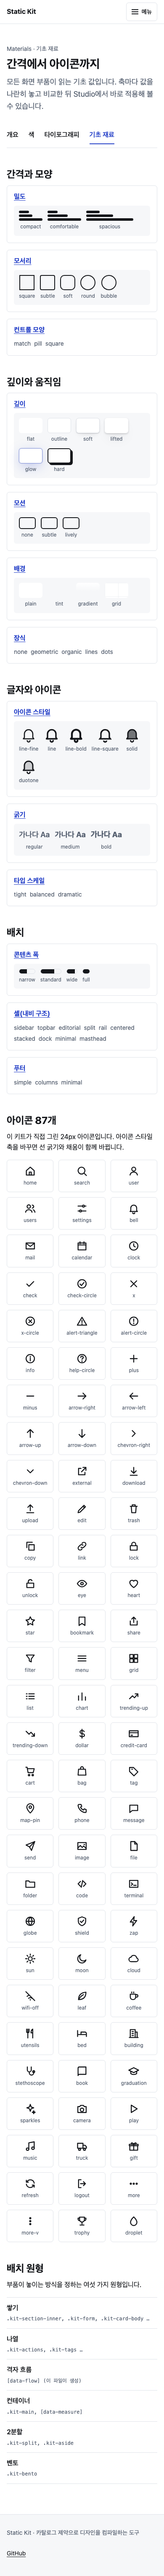 Static Kit
메뉴
Materials · 기초 재료
간격에서 아이콘까지
모든 화면 부품이 읽는 기초 값입니다. 축마다 값을
나란히 놓고 비교한 뒤 Studio에서 바로 적용해 볼
수 있습니다.
개요 색 타이포그래피 기초 재료
간격과 모양
밀도
compact comfortable spacious
모서리
square subtle soft round bubble
컨트롤 모양
match pill square
깊이와 움직임
깊이
flat outline soft lifted
glow hard
모션
none subtle lively
배경
plain tint gradient grid
장식
none geometric organic lines dots
글자와 아이콘
아이콘 스타일
line-fine line line-bold line-square solid
duotone
굵기
가나다 Aa 가나다 Aa 가나다 Aa
regular medium bold
타입 스케일
tight balanced dramatic
배치
콘텐츠 폭
narrow standard wide full
셸(내비 구조)
sidebar topbar editorial split rail centered
stacked dock minimal masthead
푸터
simple columns minimal
아이콘 87개
이 키트가 직접 그린 24px 아이콘입니다. 아이콘 스타일
축을 바꾸면 선 굵기와 채움이 함께 바뀝니다.
home search user
users settings bell
mail calendar clock
check check-circle x
x-circle alert-triangle alert-circle
info help-circle plus
minus arrow-right arrow-left
arrow-up arrow-down chevron-right
chevron-down external download
upload edit trash
copy link lock
unlock eye heart
star bookmark share
filter menu grid
list chart trending-up
trending-down dollar credit-card
cart bag tag
map-pin phone message
send image file
folder code terminal
globe shield zap
sun moon cloud
wifi-off leaf coffee
utensils bed building
stethoscope book graduation
sparkles camera play
music truck gift
refresh logout more
more-v trophy droplet
배치 원형
부품이 놓이는 방식을 정하는 여섯 가지 원형입니다.
쌓기
.kit-section-inner, .kit-form, .kit-card-body …
나열
.kit-actions, .kit-tags …
격자 흐름
[data-flow] (이 파일이 생성)
컨테이너
.kit-main, [data-measure]
2분할
.kit-split, .kit-aside
벤토
.kit-bento
Static Kit · 카탈로그 제약으로 디자인을 컴파일하는 도구
GitHub